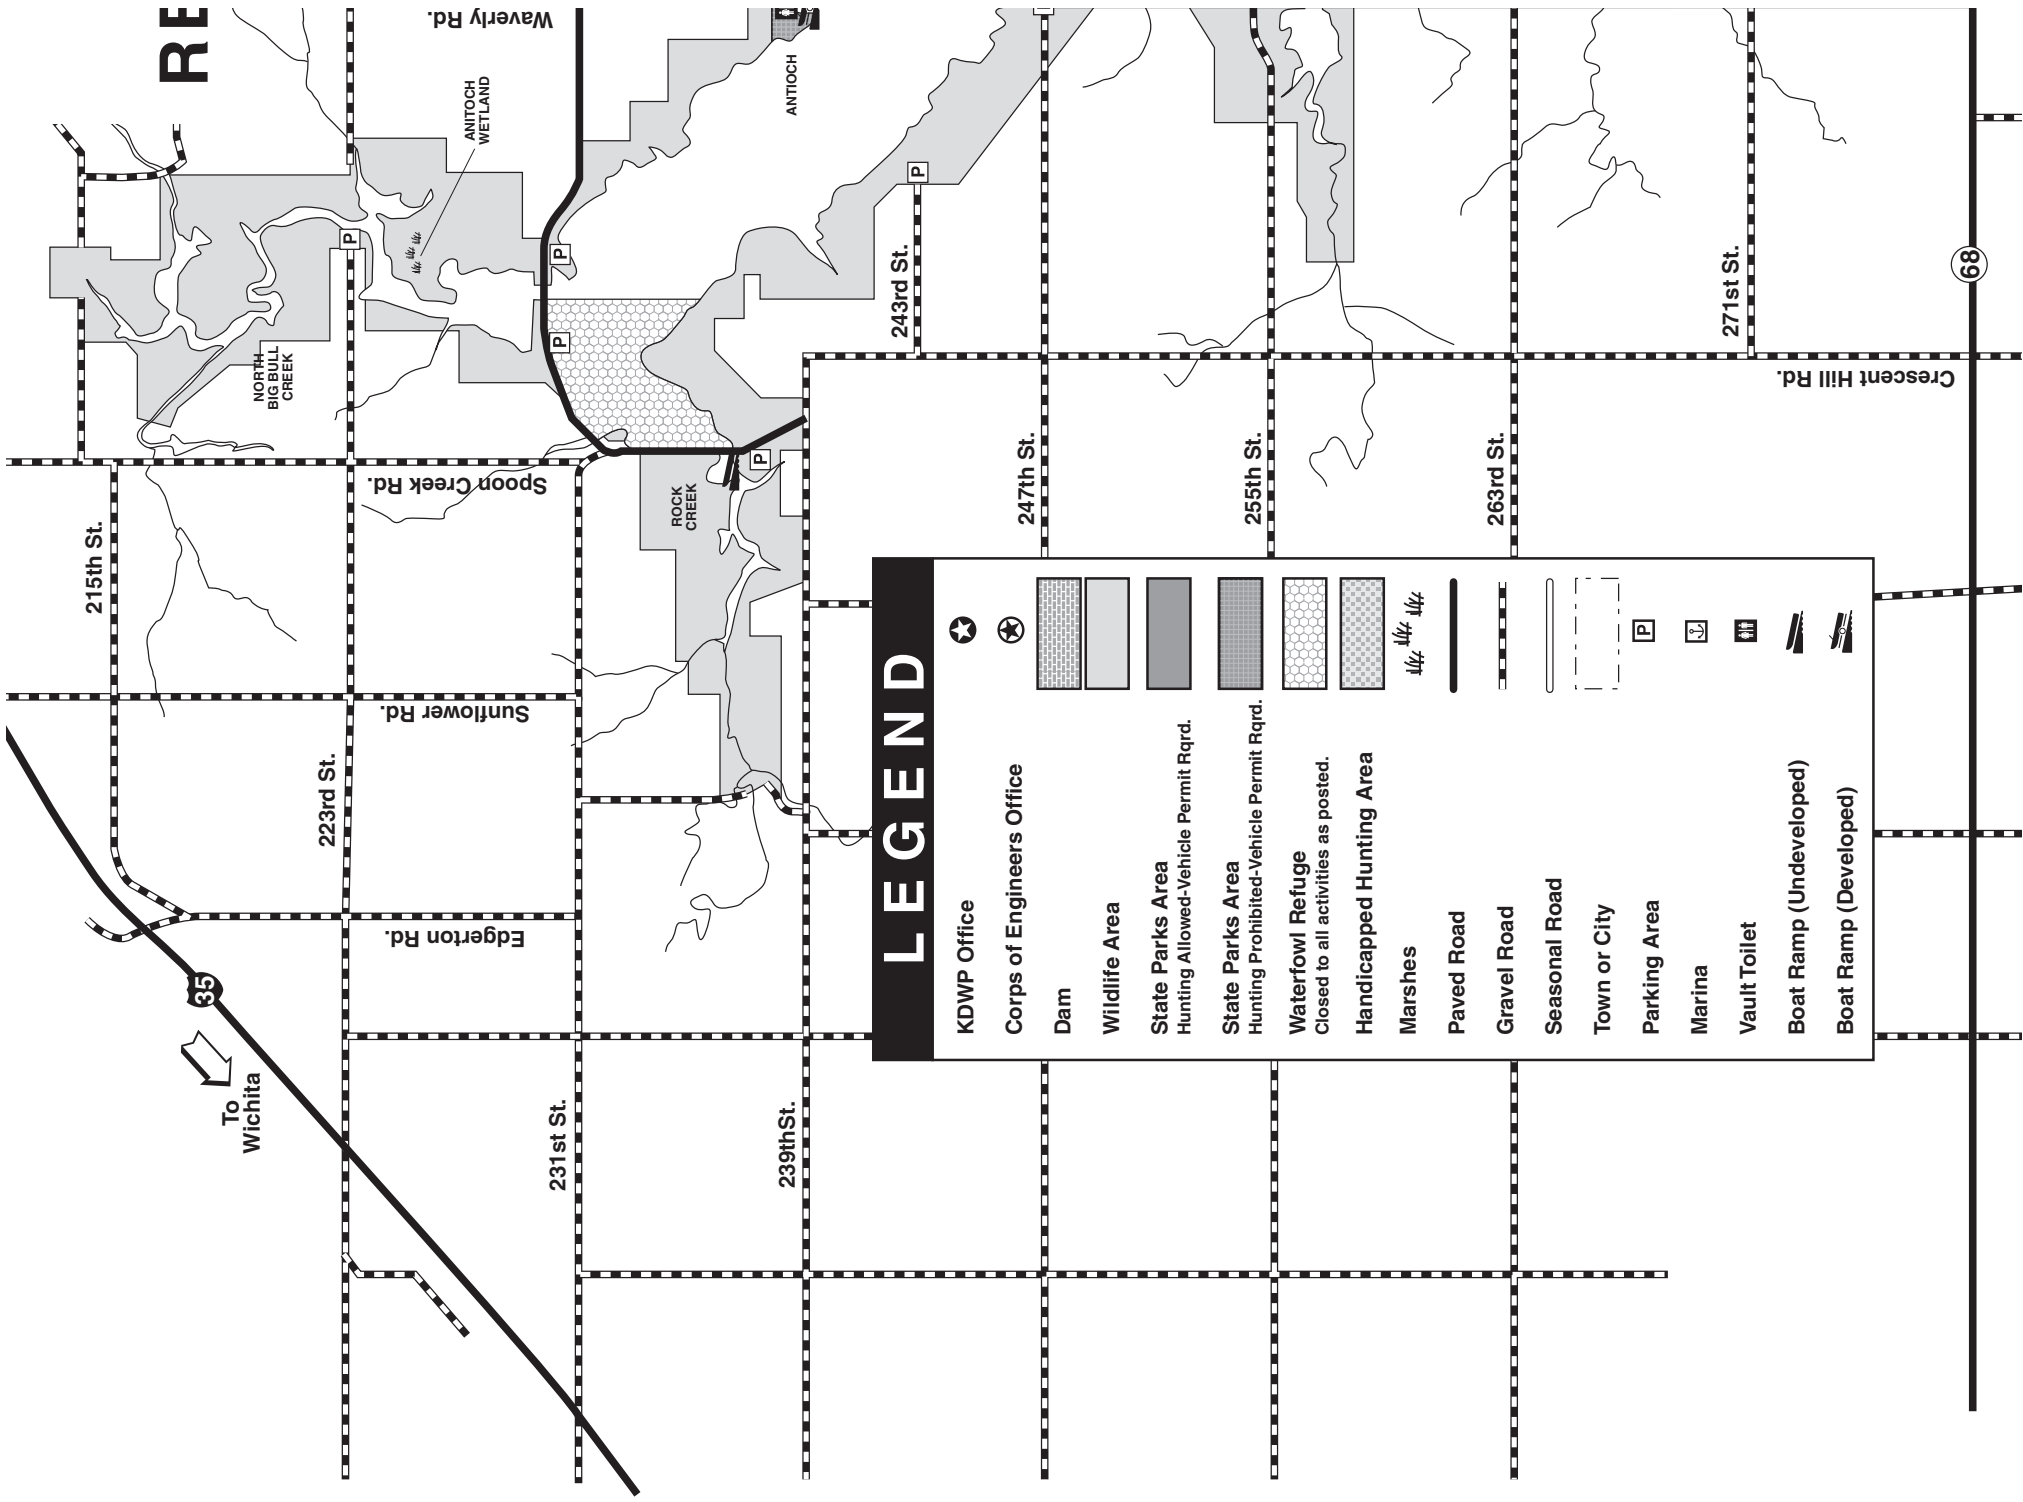 RE
Waverly Rd.
ANITOCH
WETLAND
ANTIOCH
P
P
P
P
P
NORTH
BIG BULL
CREEK
243rd St.
271st St.
68
Crescent Hill Rd.
Spoon Creek Rd.
ROCK
CREEK
215th St.
247th St.
255th St.
263rd St.
Sunflower Rd.
223rd St.
Edgerton Rd.
35
To
Wichita
231st St.
239thSt.
LEGEND
KDWP Office
Corps of Engineers Office
Dam
Wildlife Area
State Parks Area
Hunting Allowed-Vehicle Permit Rqrd.
State Parks Area
Hunting Prohibited-Vehicle Permit Rqrd.
Waterfowl Refuge
Closed to all activities as posted.
Handicapped Hunting Area
Marshes
Paved Road
Gravel Road
Seasonal Road
Town or City
Parking Area
P
Marina
Vault Toilet
Boat Ramp (Undeveloped)
Boat Ramp (Developed)